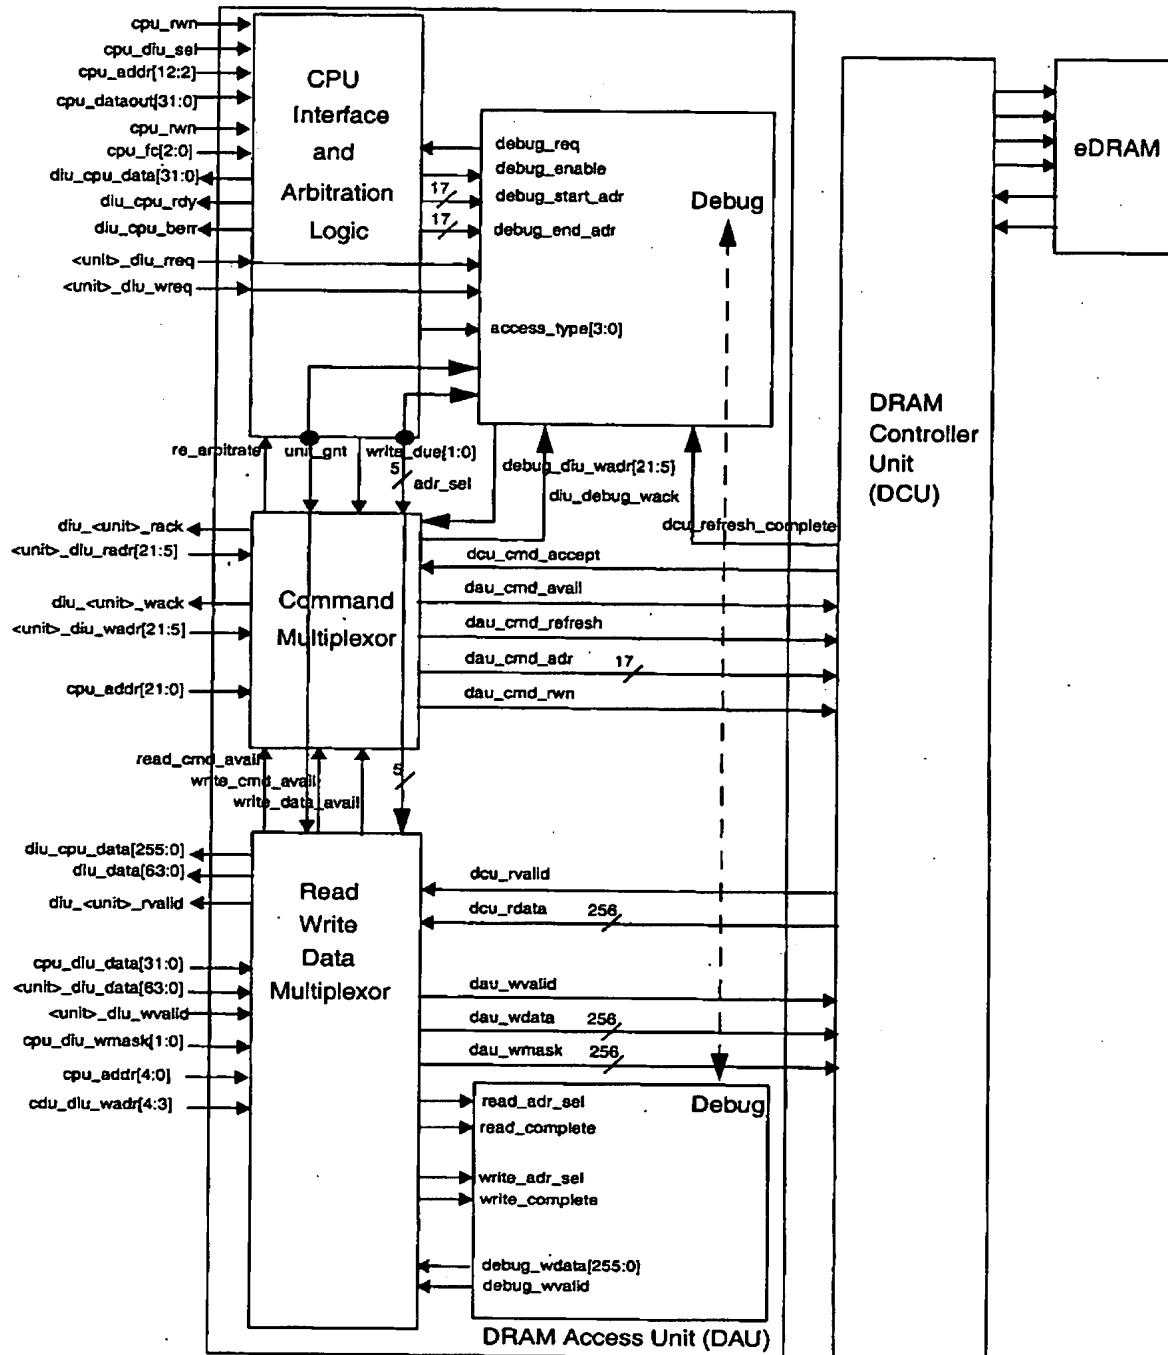 cpu_rwn
cpu_diu_sel
cpu_addr[12:2]
cpu_dataout[31:0]
cpu_rwn
cpu_fc[2:0]
diu_cpu_data[31:0]
diu_cpu_rdy
diu_cpu_berr
<unit>_diu_rreq
<unit>_diu_wreq
CPU
Interface
and
Arbitration
Logic
debug_req
debug_enable
17
debug_start_adr
17
debug_end_adr
access_type[3:0]
Debug
eDRAM
DRAM
Controller
Unit
(DCU)
re_arbitrate
unit_gnt
write_due[1:0]
5
adr_sel
debug_diu_wadr[21:5]
diu_debug_wack
dcu_refresh_complete
diu_<unit>_rack
<unit>_diu_radr[21:5]
diu_<unit>_wack
<unit>_diu_wadr[21:5]
cpu_addr[21:0]
Command
Multiplexor
dcu_cmd_accept
dau_cmd_avail
dau_cmd_refresh
dau_cmd_adr
17
dau_cmd_rwn
read_cmd_avail
write_cmd_avail
write_data_avail
5
diu_cpu_data[255:0]
diu_data[63:0]
diu_<unit>_rvalid
cpu_diu_data[31:0]
<unit>_diu_data[63:0]
<unit>_diu_wvalid
cpu_diu_wmask[1:0]
cpu_addr[4:0]
cdu_diu_wadr[4:3]
Read
Write
Data
Multiplexor
dcu_rvalid
dcu_rdata
256
dau_wvalid
dau_wdata
256
dau_wmask
256
read_adr_sel
Debug
read_complete
write_adr_sel
write_complete
debug_wdata[255:0]
debug_wvalid
DRAM Access Unit (DAU)